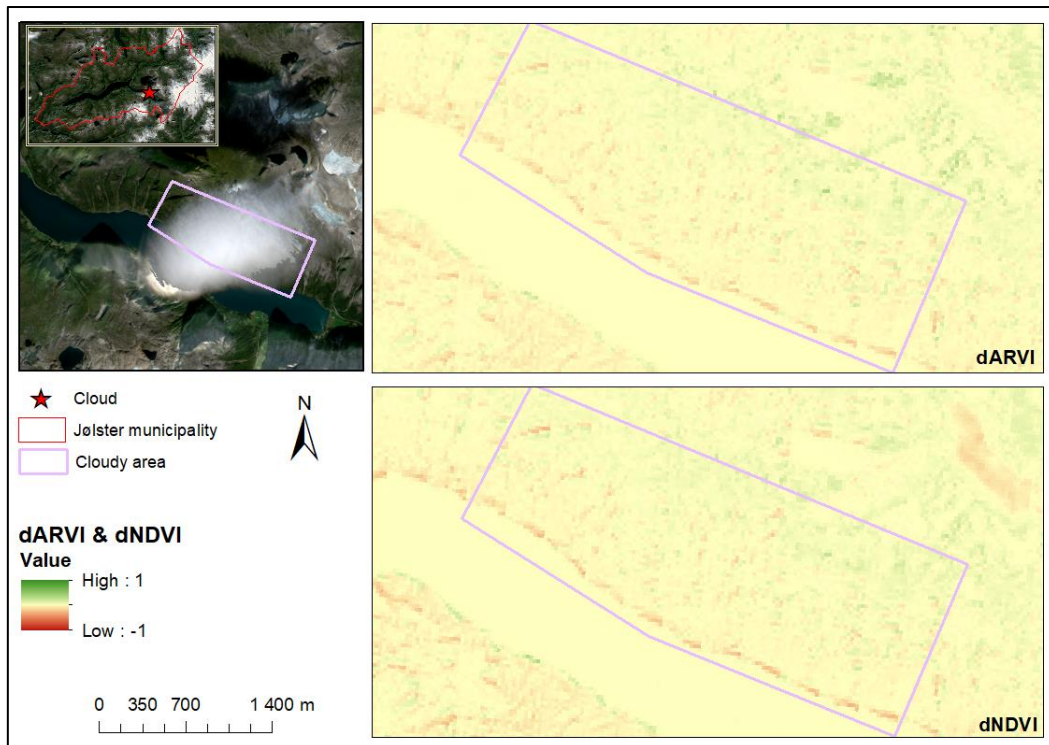 dARVI
Cloud
Jølster municipality
Cloudy area
N
dARVI & dNDVI
Value
High : 1
Low : -1
0 350 700 1 400 m
dNDVI